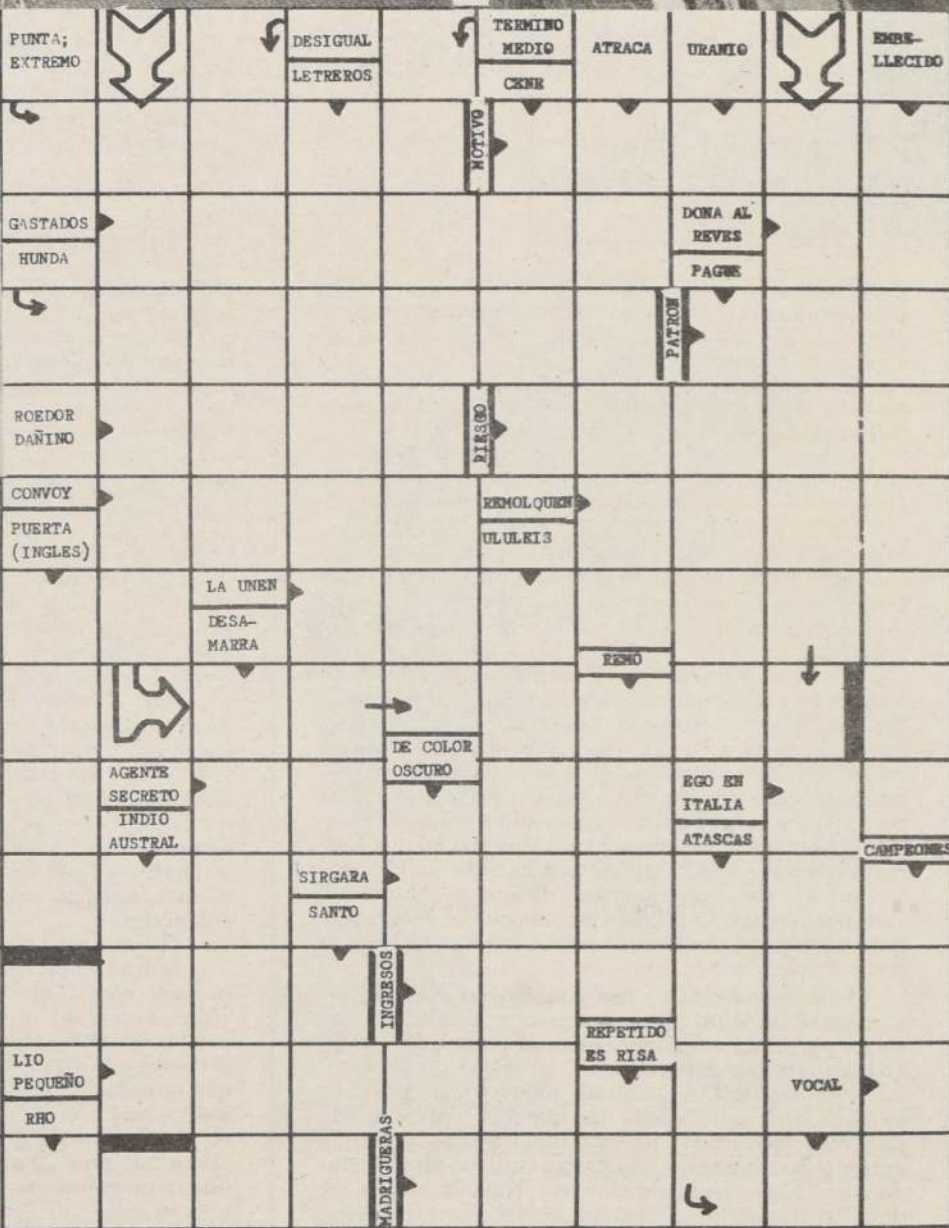 PUNTA;
EXTREMO
DESIGUAL
LETREROS
TERMINO
MEDIO
CENE
ATRACA
URANIO
EMBE-
LLECIDO
MOTIVO
GASTADOS
HUNDA
DONA AL
REVES
PAGUE
PATRON
ROEDOR
DAÑINO
RIESGO
CONVOY
PUERTA
(INGLES)
REMOLQUEN
ULULEIS
LA UNEN
DESA-
MARRA
REMO
DE COLOR
OSCURO
AGENTE
SECRETO
INDIO
AUSTRAL
EGO EN
ITALIA
ATASCAS
CAMPEONES
SIRGARA
SANTO
INGRESOS
REPETIDO
ES RISA
LIO
PEQUEÑO
RHO
VOCAL
MADRIGUERAS